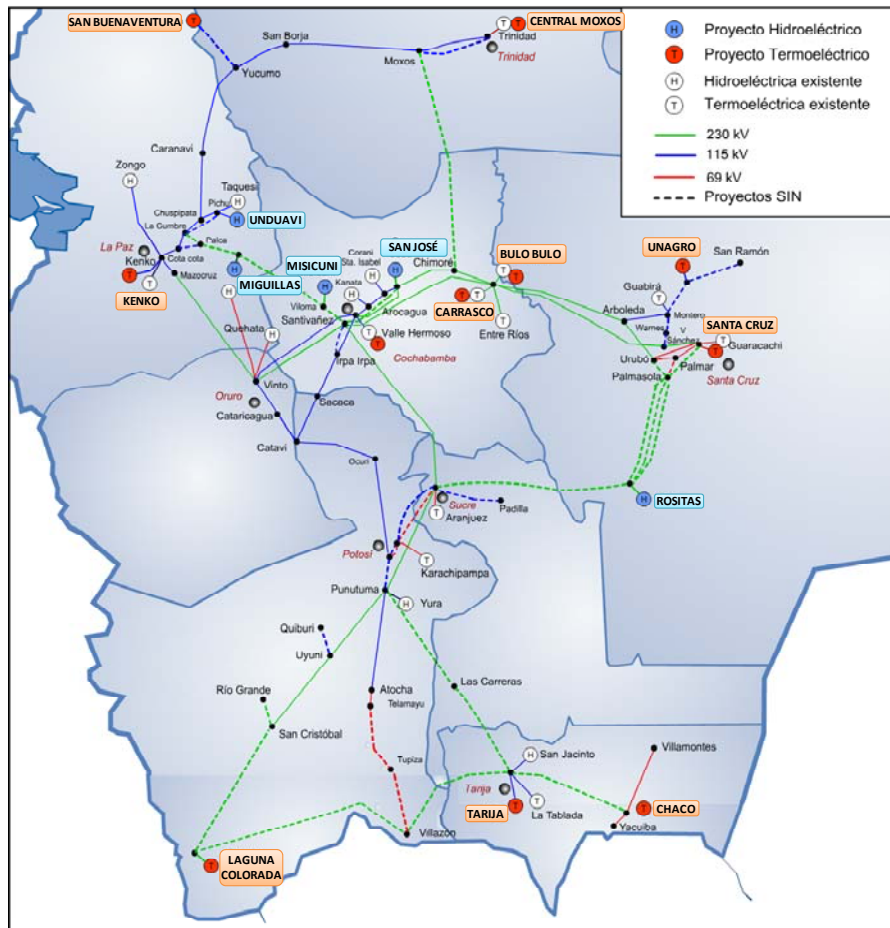 SAN BUENAVENTURA
T
San Borja
Yucumo
T
T
CENTRAL MOXOS
Trinidad
Moxos
Trinidad
H
Proyecto Hidroeléctrico
T
Proyecto Termoeléctrico
H
Hidroeléctrica existente
T
Termoeléctrica existente
230 kV
115 kV
69 kV
Proyectos SIN
Caranavi
Zongo
H
Taquesi
H
Pichu
H
UNDUAVI
Chuspipata
La Cumbre
Palca
La Paz
Kenko
Cota cota
T
T
Mazocruz
KENKO
H
MIGUILLAS
H
Quehata
H
MISICUNI
H
Viloma
Santivañez
Corani
Sta. Isabel
H
Kanata
H
SAN JOSÉ
H
Arocagua
T
Valle Hermoso
T
Cochabamba
Irpa Irpa
Chimoré
BULO BULO
T
T
T
T
CARRASCO
T
Entre Ríos
UNAGRO
T
San Ramón
Guabirá
T
Arboleda
Montero
Warnes
V
Sánchez
SANTA CRUZ
T
Guaracachi
T
Urubó
Palmar
Palmasola
Santa Cruz
Oruro
Vinto
Cataricagua
Sacaca
Catavi
Ocuri
Sucre
T
Aranjuez
Padilla
H
ROSITAS
Potosí
T
Karachipampa
Punutuma
H
Yura
Quiburi
Uyuni
Río Grande
San Cristóbal
Atocha
Telamayu
Tupiza
Las Carreras
H
San Jacinto
Tarija
T
TARIJA
T
La Tablada
Villamontes
T
CHACO
Yacuiba
Villazón
T
LAGUNA
COLORADA